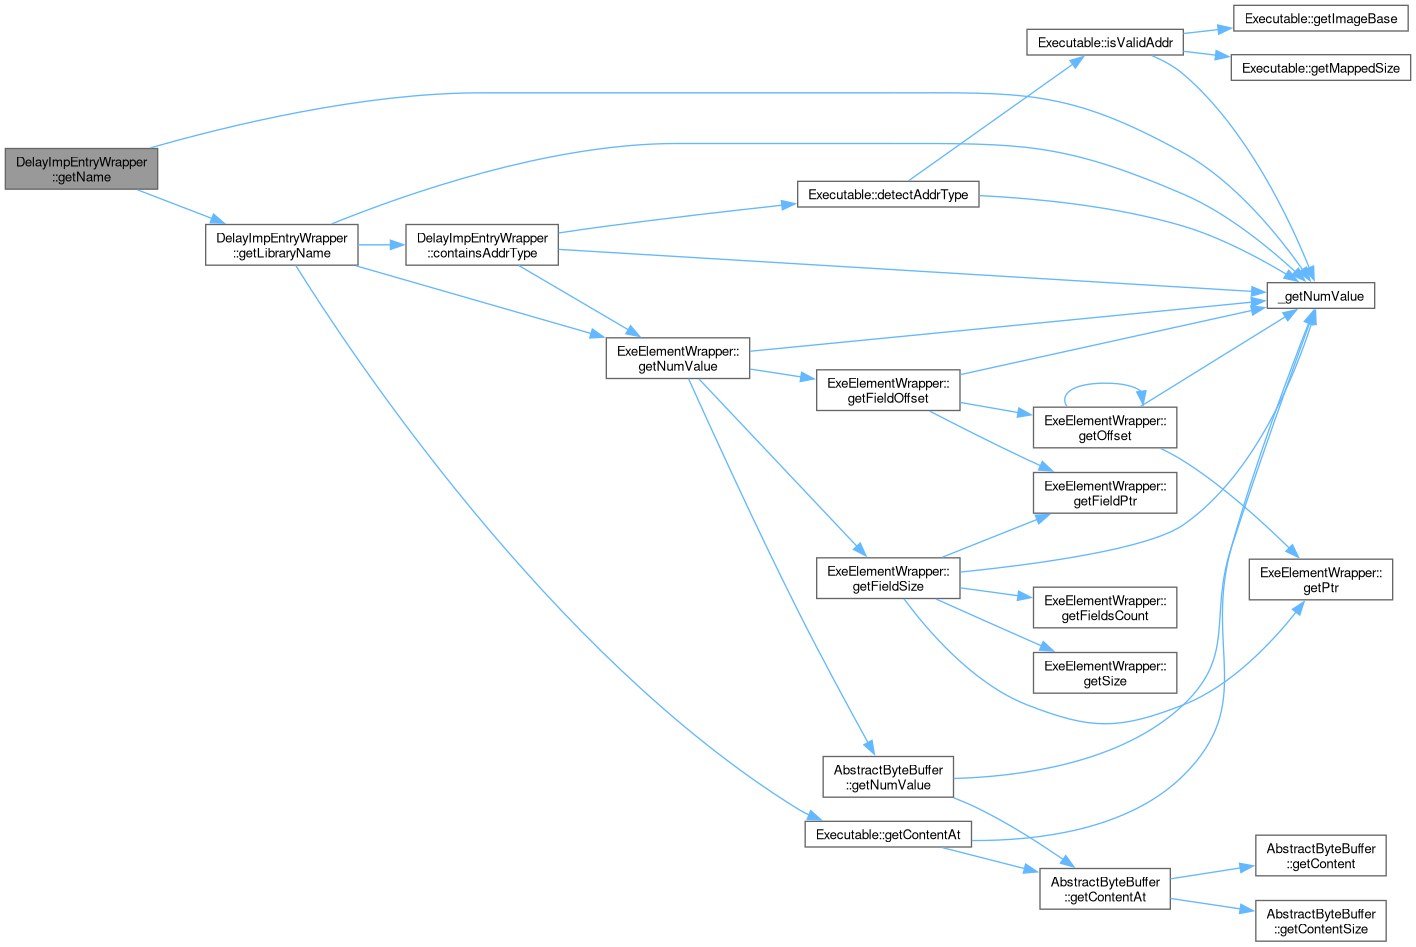 Executable::getImageBase
Executable::isValidAddr
Executable::getMappedSize
DelayImpEntryWrapper
::getName
Executable::detectAddrType
DelayImpEntryWrapper
::getLibraryName
DelayImpEntryWrapper
::containsAddrType
_getNumValue
ExeElementWrapper::
getNumValue
ExeElementWrapper::
getFieldOffset
ExeElementWrapper::
getOffset
ExeElementWrapper::
getFieldPtr
ExeElementWrapper::
getFieldSize
ExeElementWrapper::
getPtr
ExeElementWrapper::
getFieldsCount
ExeElementWrapper::
getSize
AbstractByteBuffer
::getNumValue
Executable::getContentAt
AbstractByteBuffer
::getContent
AbstractByteBuffer
::getContentAt
AbstractByteBuffer
::getContentSize